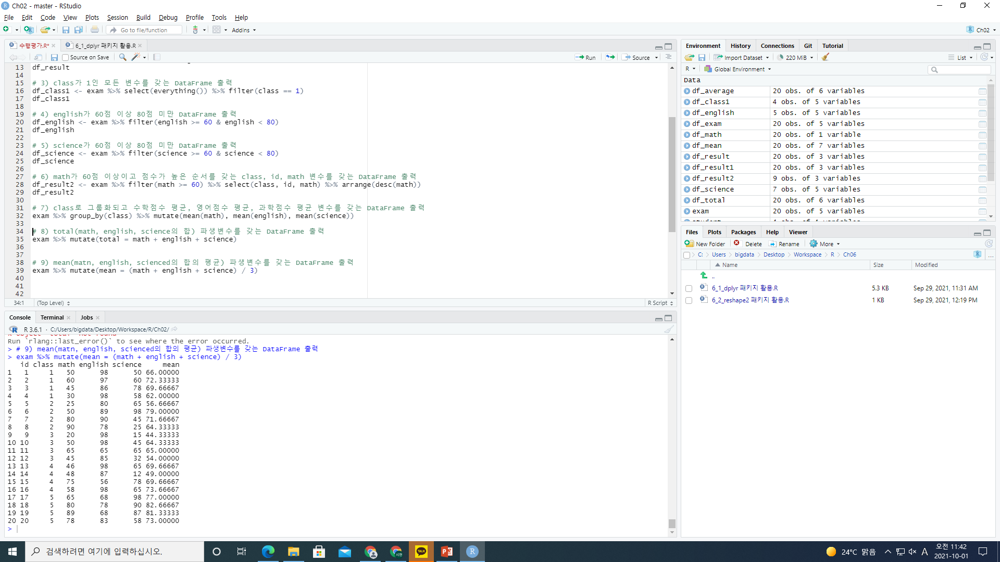 Ch02 - master - RStudio
File Edit Code View Plots Session Build Debug Profile Tools Help
Go to file/function Addins Ch02
수행평가.R* 6_1_dplyr 패키지 활용.R
Source on Save Run Source
13 df_result
14
15 # 3) class가 1인 모든 변수를 갖는 DataFrame 출력
16 df_class1 <- exam %>% select(everything()) %>% filter(class == 1)
17 df_class1
18
19 # 4) english가 60점 이상 80점 미만 DataFrame 출력
20 df_english <- exam %>% filter(english >= 60 & english < 80)
21 df_english
22
23 # 5) science가 60점 이상 80점 미만 DataFrame 출력
24 df_science <- exam %>% filter(science >= 60 & science < 80)
25 df_science
26
27 # 6) math가 60점 이상이고 점수가 높은 순서를 갖는 class, id, math 변수를 갖는 DataFrame 출력
28 df_result2 <- exam %>% filter(math >= 60) %>% select(class, id, math) %>% arrange(desc(math))
29 df_result2
30
31 # 7) class로 그룹화되고 수학점수 평균, 영어점수 평균, 과학점수 평균 변수를 갖는 DataFrame 출력
32 exam %>% group_by(class) %>% mutate(mean(math), mean(english), mean(science))
33
34 # 8) total(math, english, science의 합) 파생변수를 갖는 DataFrame 출력
35 exam %>% mutate(total = math + english + science)
36
37
38 # 9) mean(matn, english, scienced의 합의 평균) 파생변수를 갖는 DataFrame 출력
39 exam %>% mutate(mean = (math + english + science) / 3)
40
41
42
34:1 (Top Level) R Script
Console Terminal Jobs
R 3.6.1 · C:/Users/bigdata/Desktop/Workspace/R/Ch02/
Run `rlang::last_error()` to see where the error occurred.
> # 9) mean(matn, english, scienced의 합의 평균) 파생변수를 갖는 DataFrame 출력
> exam %>% mutate(mean = (math + english + science) / 3)
id class math english science mean
1 1 1 50 98 50 66.00000
2 2 1 60 97 60 72.33333
3 3 1 45 86 78 69.66667
4 4 1 30 98 58 62.00000
5 5 2 25 80 65 56.66667
6 6 2 50 89 98 79.00000
7 7 2 80 90 45 71.66667
8 8 2 90 78 25 64.33333
9 9 3 20 98 15 44.33333
10 10 3 50 98 45 64.33333
11 11 3 65 65 65 65.00000
12 12 3 45 85 32 54.00000
13 13 4 46 98 65 69.66667
14 14 4 48 87 12 49.00000
15 15 4 75 56 78 69.66667
16 16 4 58 98 65 73.66667
17 17 5 65 68 98 77.00000
18 18 5 80 78 90 82.66667
19 19 5 89 68 87 81.33333
20 20 5 78 83 58 73.00000
>
Environment History Connections Git Tutorial
Import Dataset 220 MiB List
R Global Environment
Data
df_average 20 obs. of 6 variables
df_class1 4 obs. of 5 variables
df_english 5 obs. of 5 variables
df_exam 20 obs. of 5 variables
df_math 20 obs. of 1 variable
df_mean 20 obs. of 7 variables
df_result 20 obs. of 3 variables
df_result1 20 obs. of 3 variables
df_result2 9 obs. of 3 variables
df_science 7 obs. of 5 variables
df_total 20 obs. of 6 variables
exam 20 obs. of 5 variables
Files Plots Packages Help Viewer
New Folder Delete Rename More
C: Users bigdata Desktop Workspace R Ch06 ...
Name Size Modified
..
6_1_dplyr 패키지 활용.R 5.3 KB Sep 29, 2021, 11:31 AM
6_2_reshape2 패키지 활용.R 1 KB Sep 29, 2021, 12:19 PM
검색하려면 여기에 입력하십시오. TALK 24°C 맑음 A 오전 11:42
2021-10-01